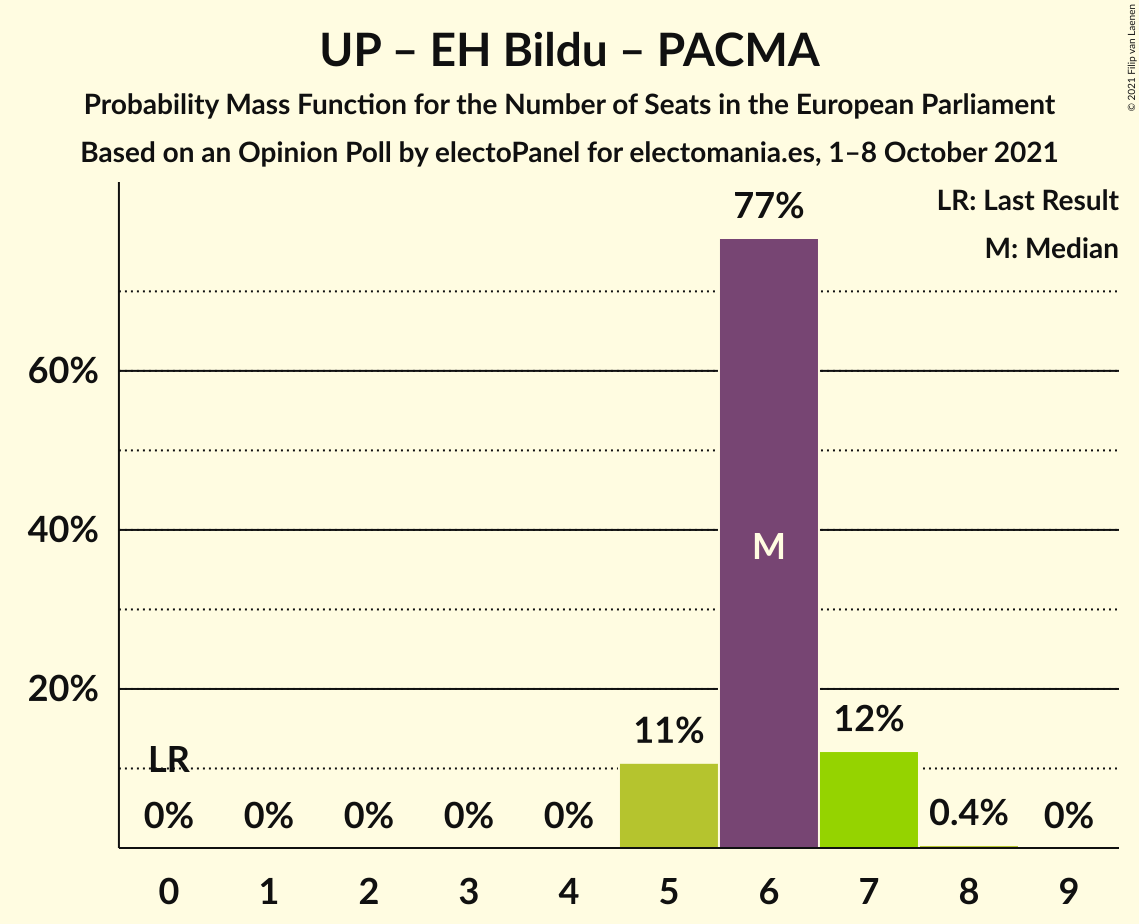 UP – EH Bildu – PACMA
Probability Mass Function for the Number of Seats in the European Parliament
Based on an Opinion Poll by electoPanel for electomania.es, 1–8 October 2021
© 2021 Filip van Laenen
LR: Last Result
M: Median
77%
60%
40%
M
20%
12%
11%
LR
0%
0%
0%
0%
0%
0.4%
0%
0 1 2 3 4 5 6 7 8 9